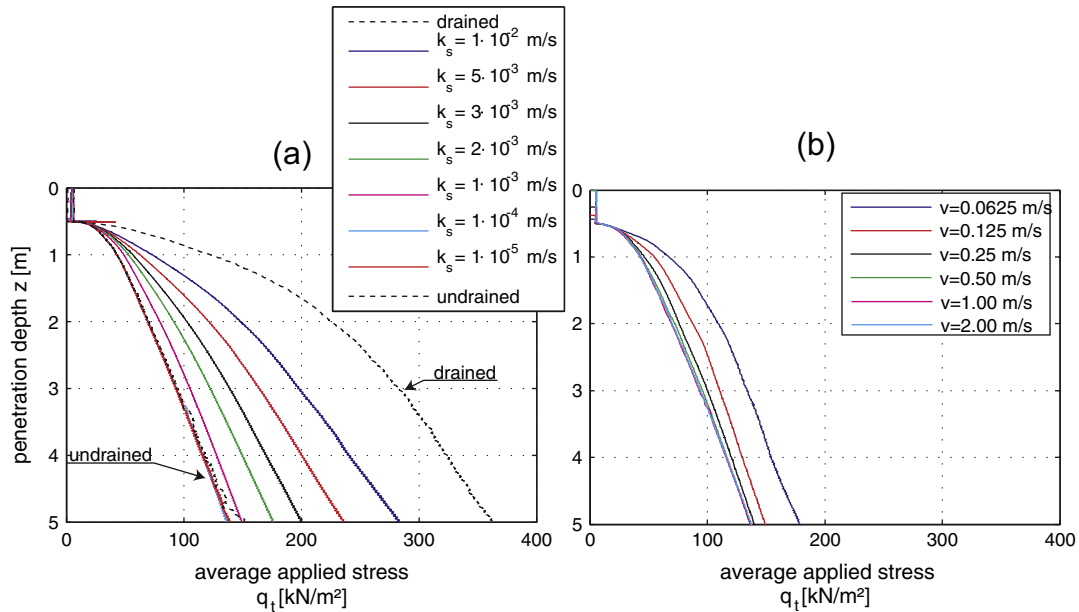 drained
k_s = 1· 10^-2 m/s
k_s = 5· 10^-3 m/s
k_s = 3· 10^-3 m/s
k_s = 2· 10^-3 m/s
k_s = 1· 10^-3 m/s
k_s = 1· 10^-4 m/s
k_s = 1· 10^-5 m/s
undrained
(a)
0
1
2
3
4
5
penetration depth z [m]
drained
undrained
0 100 200 300 400
average applied stress
q_t [kN/m²]
(b)
v=0.0625 m/s
v=0.125 m/s
v=0.25 m/s
v=0.50 m/s
v=1.00 m/s
v=2.00 m/s
0
1
2
3
4
5
0 100 200 300 400
average applied stress
q_t [kN/m²]